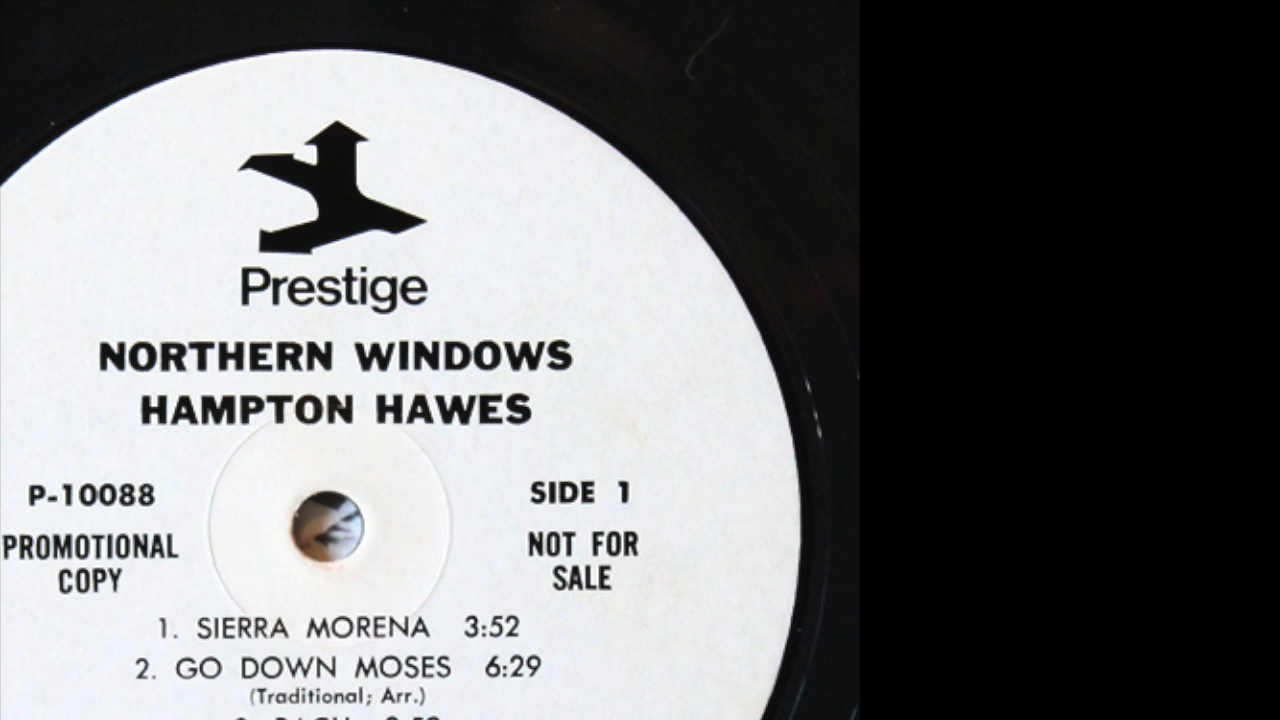 Prestige
NORTHERN WINDOWS
HAMPTON HAWES
P-10088
SIDE 1
PROMOTIONAL
COPY
NOT FOR
SALE
1. SIERRA MORENA 3:52
2. GO DOWN MOSES 6:29
(Traditional; Arr.)